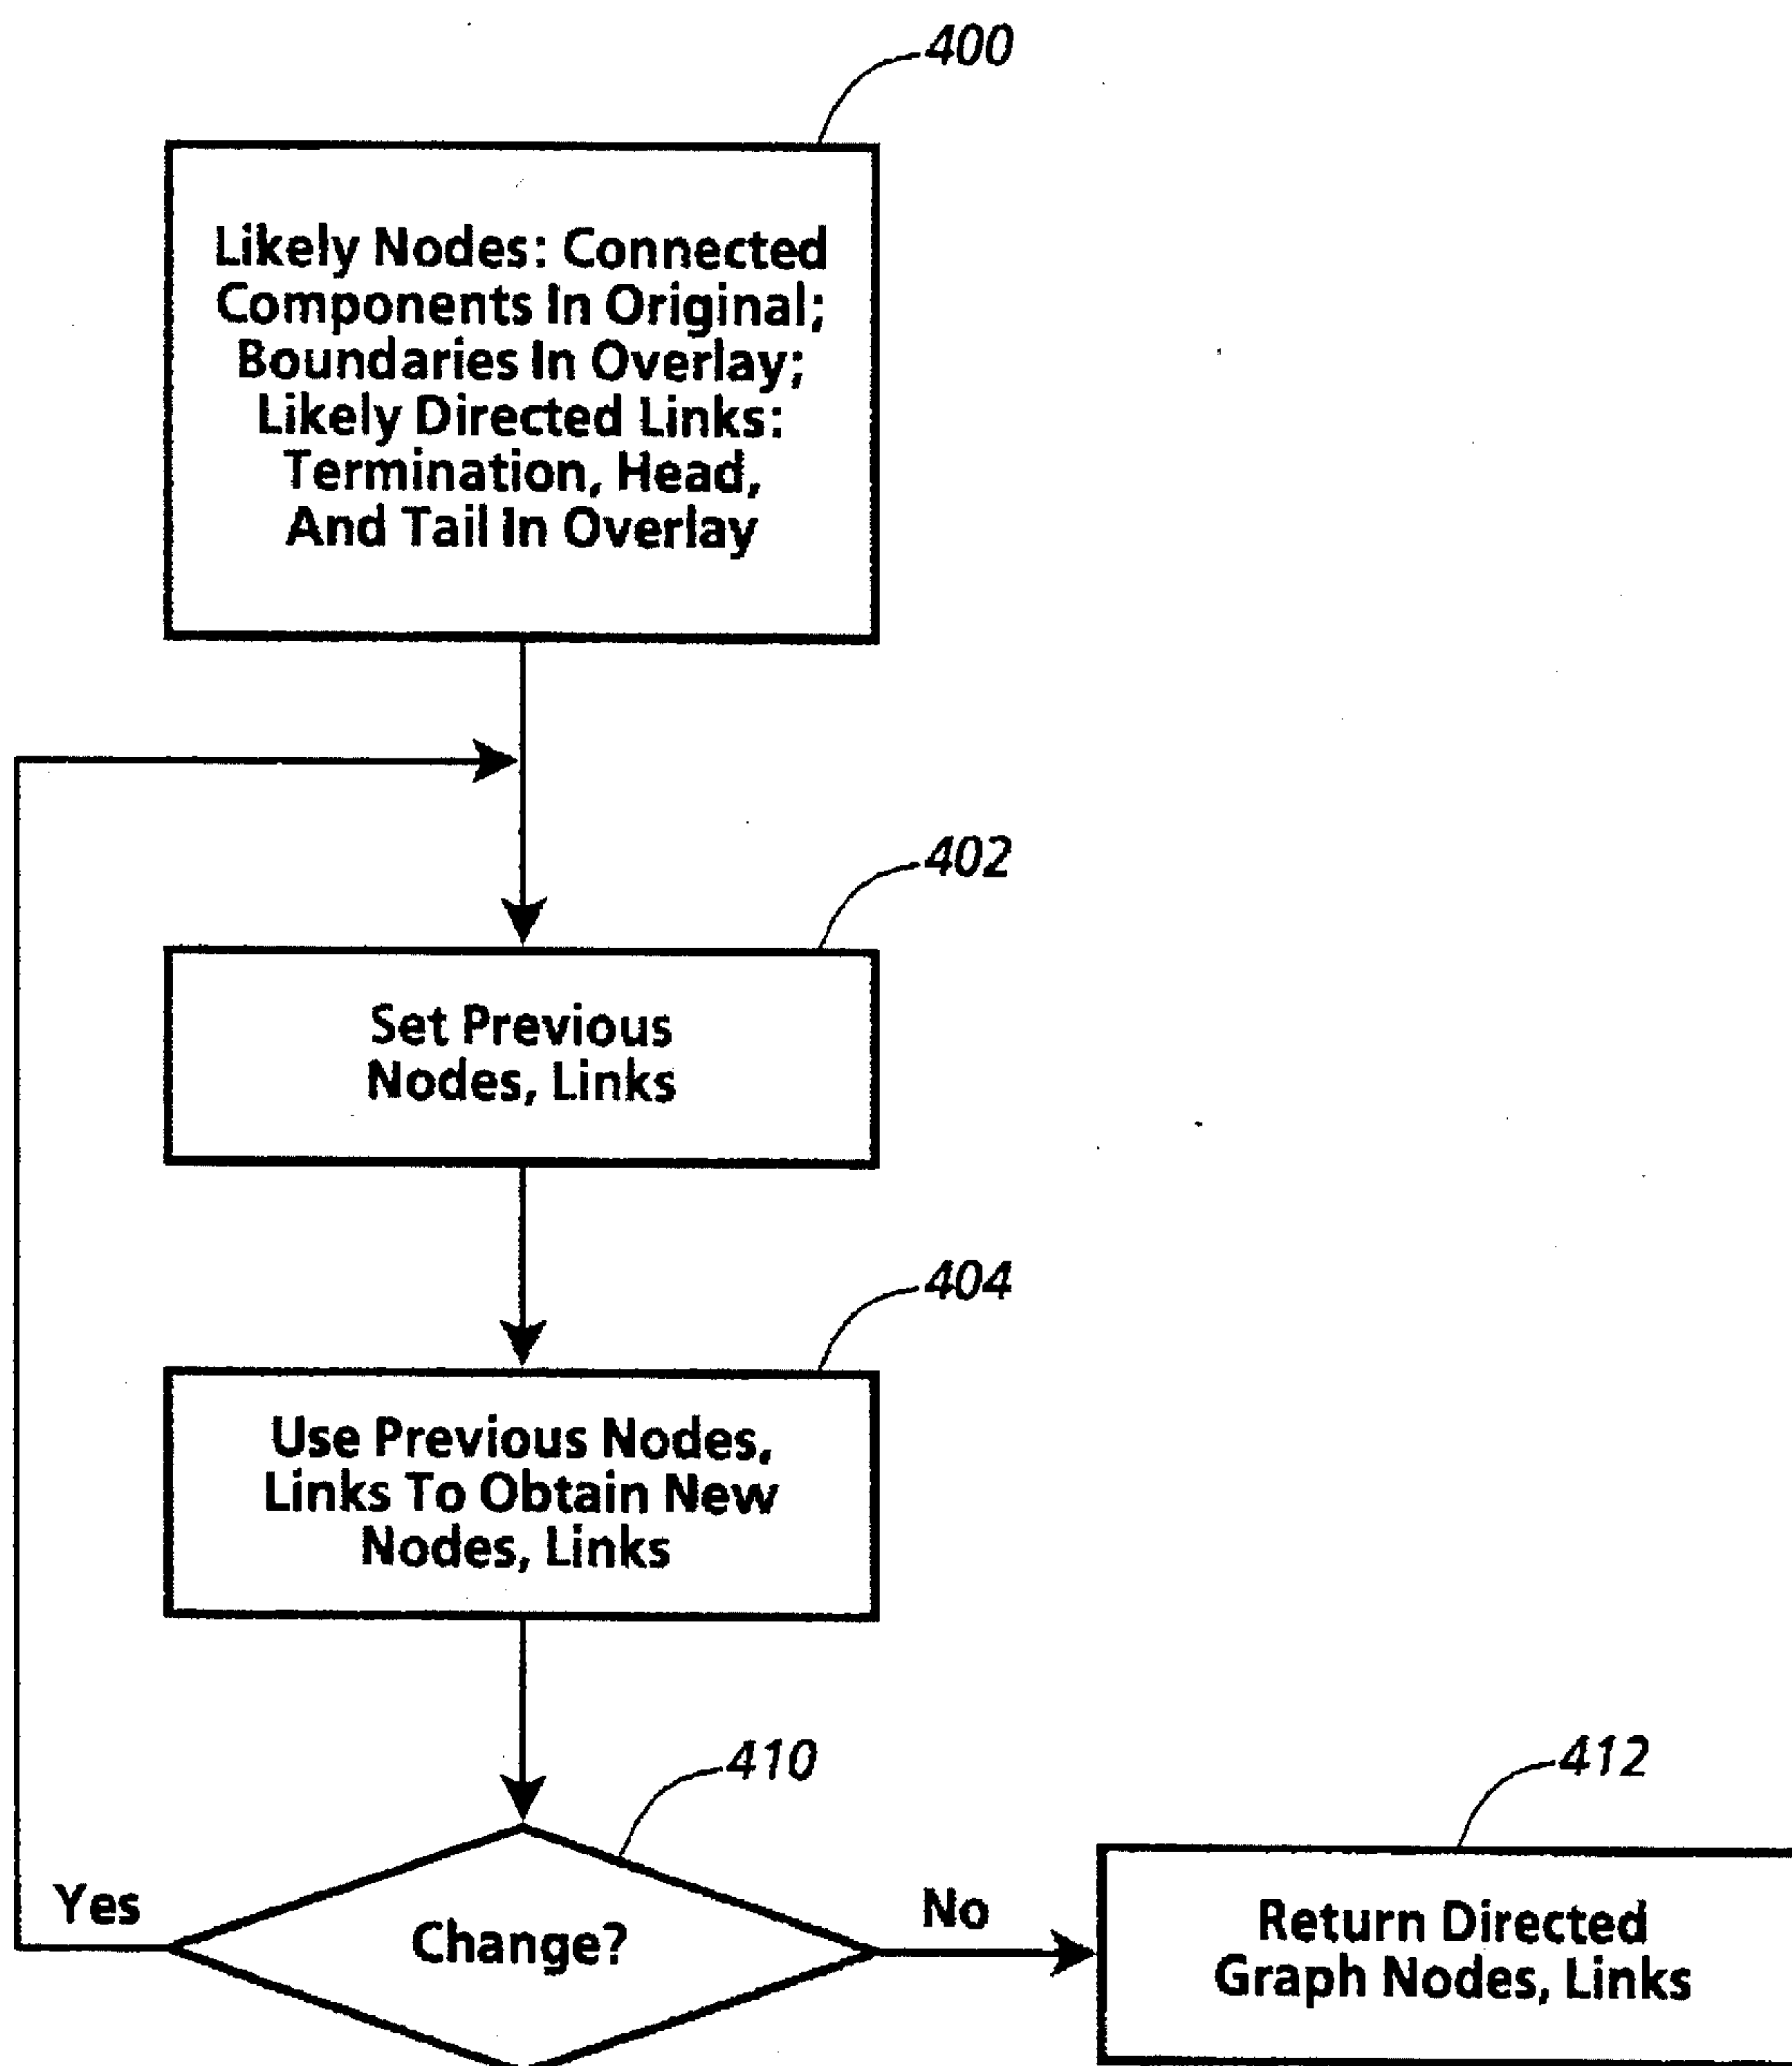 400
Likely Nodes: Connected
Components In Original;
Boundaries In Overlay;
Likely Directed Links:
Termination, Head,
And Tail In Overlay
402
Set Previous
Nodes, Links
404
Use Previous Nodes,
Links To Obtain New
Nodes, Links
410
Change?
Yes
No
412
Return Directed
Graph Nodes, Links